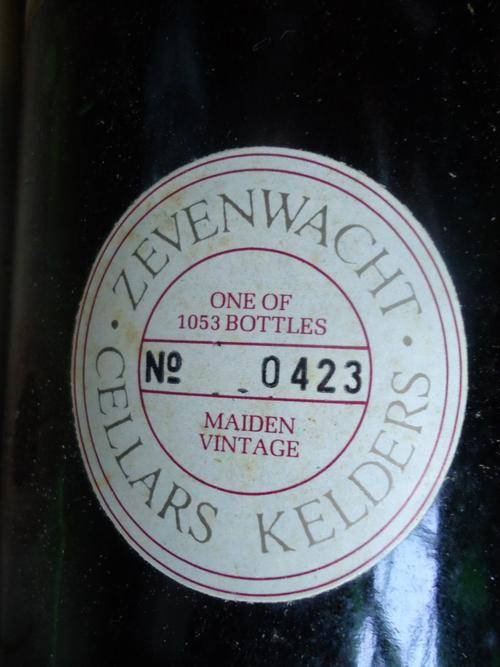 ZEVENWACHT
ONE OF
1053 BOTTLES
Nº 0423
MAIDEN
VINTAGE
CELLARS KELDERS